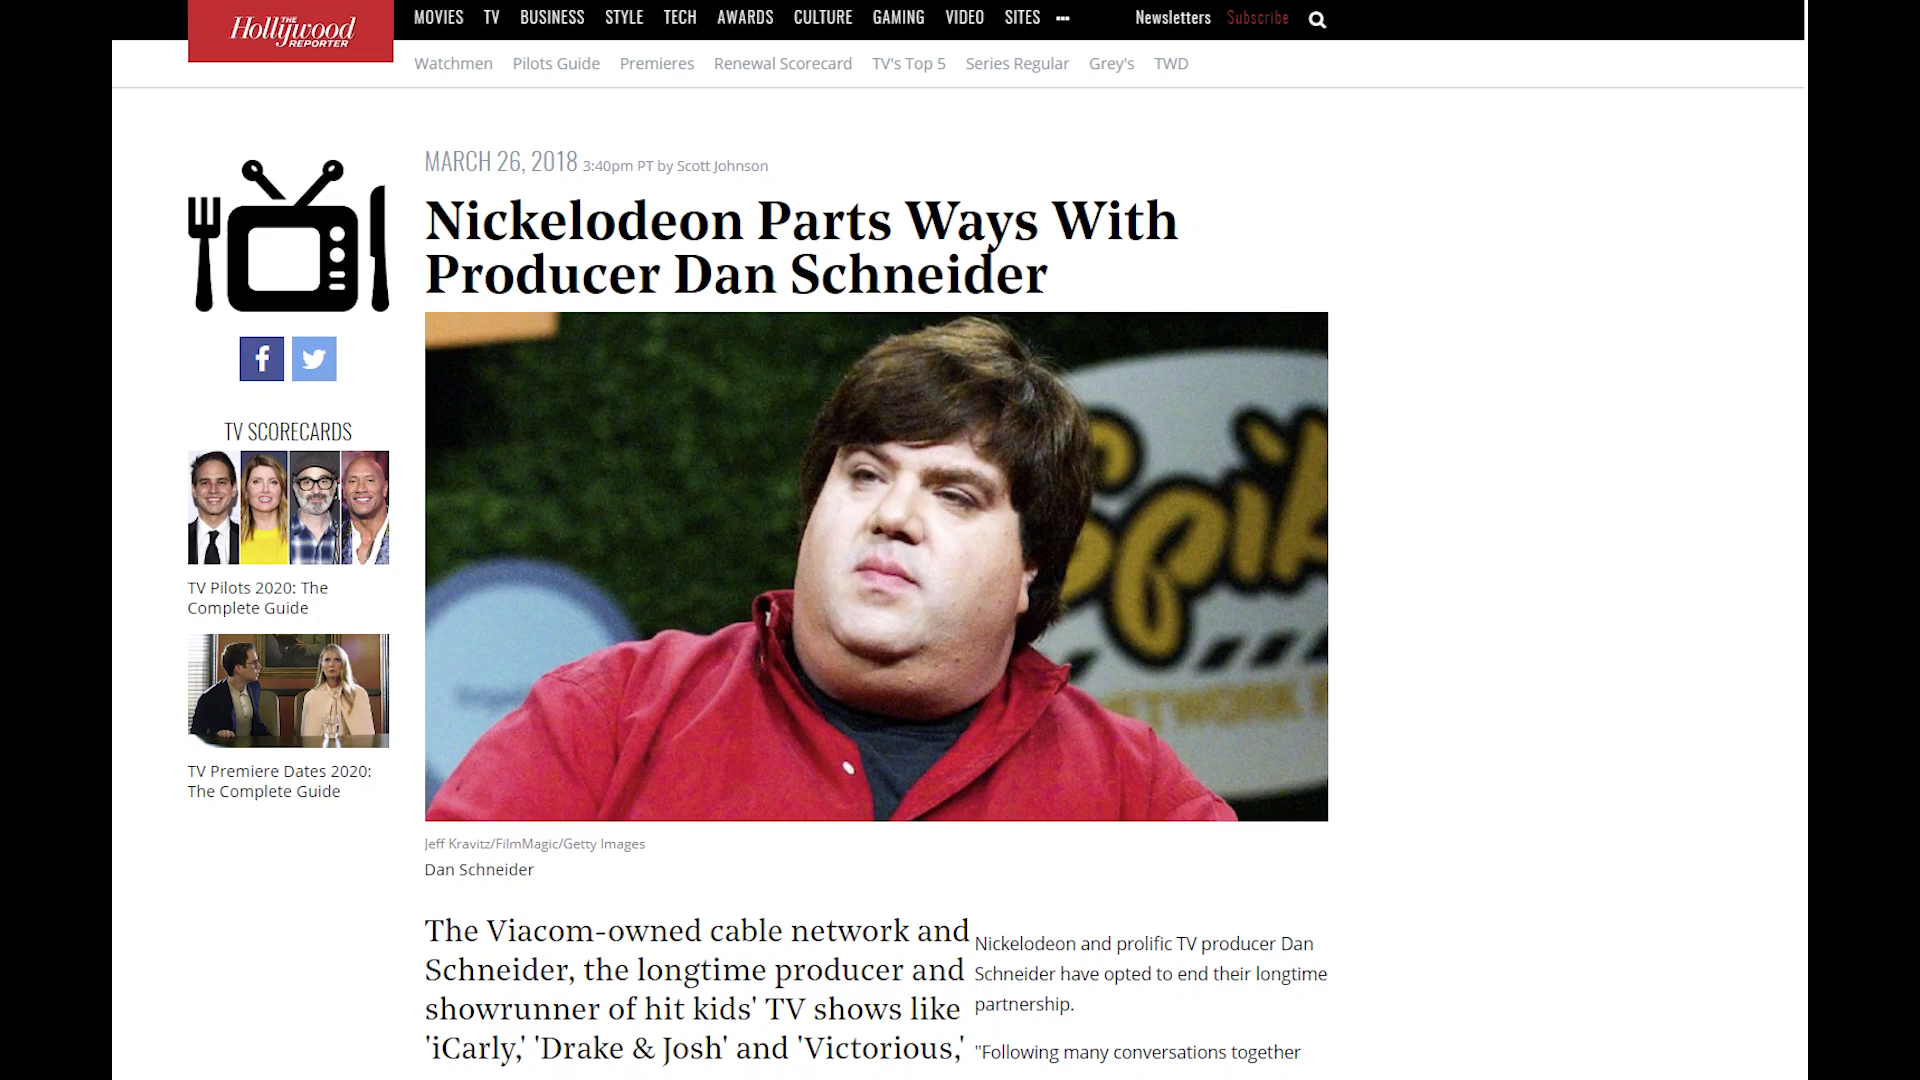 THE
Hollywood
REPORTER
MOVIES TV BUSINESS STYLE TECH AWARDS CULTURE GAMING VIDEO SITES ••• Newsletters Subscribe
Watchmen Pilots Guide Premieres Renewal Scorecard TV's Top 5 Series Regular Grey's TWD
MARCH 26, 2018 3:40pm PT by Scott Johnson
Nickelodeon Parts Ways With
Producer Dan Schneider
f
TV SCORECARDS
TV Pilots 2020: The
Complete Guide
TV Premiere Dates 2020:
The Complete Guide
Spik
ETWORK
Jeff Kravitz/FilmMagic/Getty Images
Dan Schneider
The Viacom-owned cable network and
Schneider, the longtime producer and
showrunner of hit kids' TV shows like
'iCarly,' 'Drake & Josh' and 'Victorious,'
Nickelodeon and prolific TV producer Dan
Schneider have opted to end their longtime
partnership.
"Following many conversations together